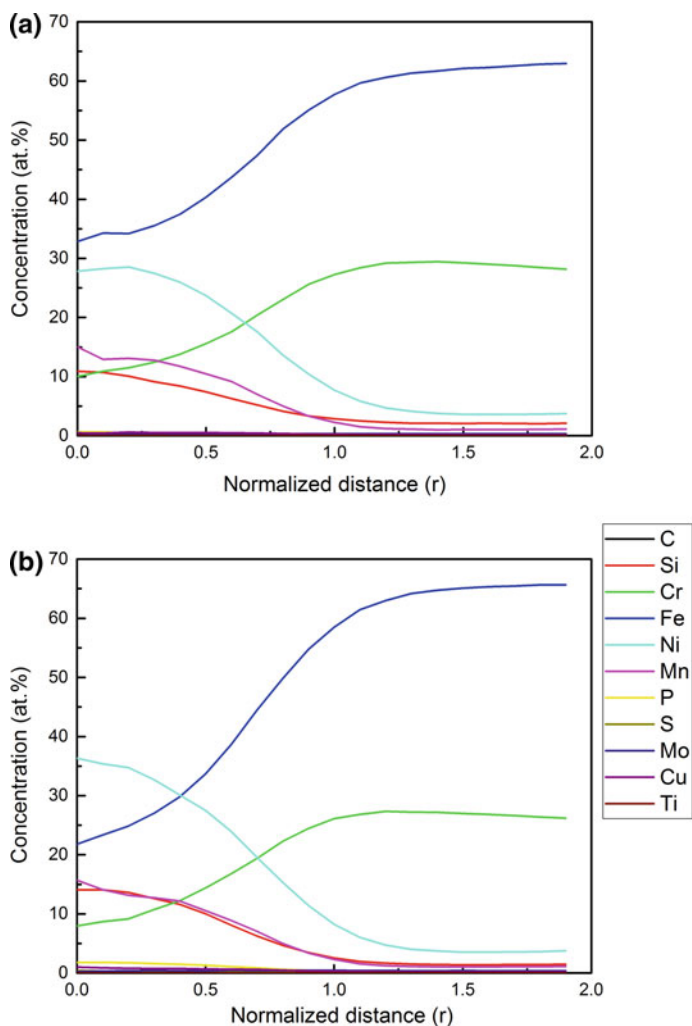 (a)
70
60
50
40
30
20
10
0
Concentration (at.%)
0.0 0.5 1.0 1.5 2.0
Normalized distance (r)
(b)
70
60
50
40
30
20
10
0
Concentration (at.%)
0.0 0.5 1.0 1.5 2.0
Normalized distance (r)
C
Si
Cr
Fe
Ni
Mn
P
S
Mo
Cu
Ti